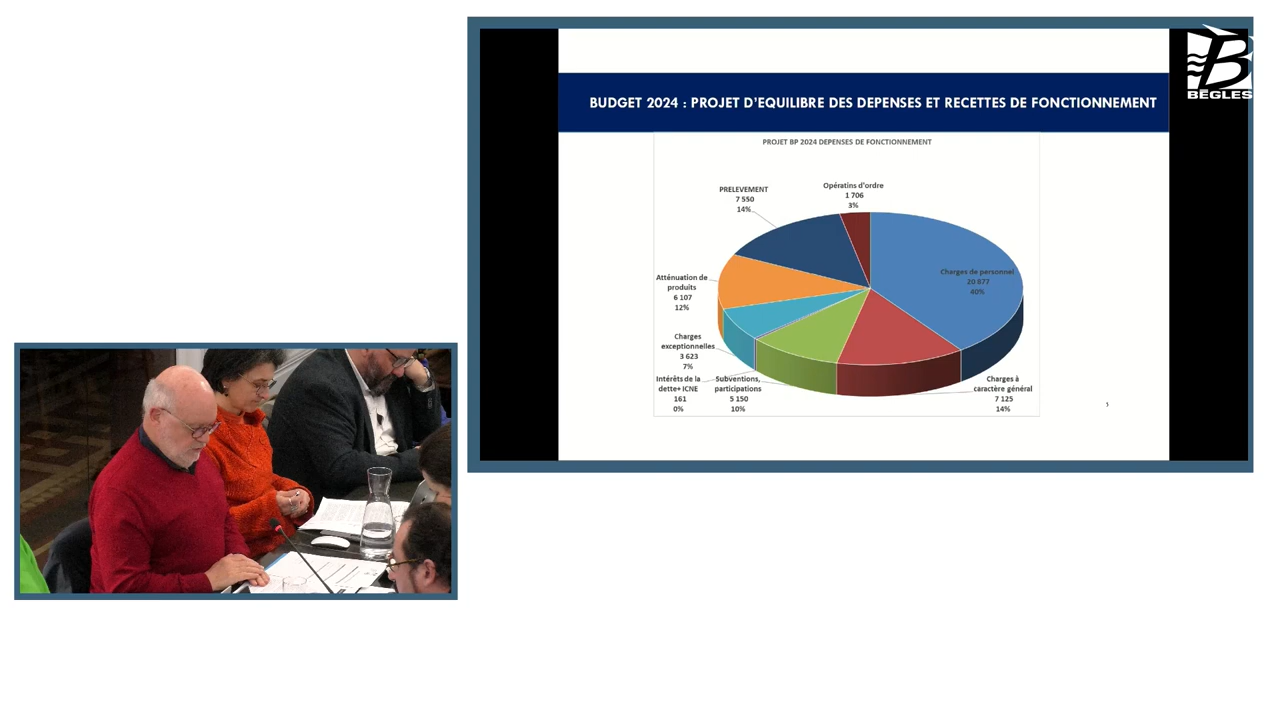 BEGLES
BUDGET 2024 : PROJET D'EQUILIBRE DES DEPENSES ET RECETTES DE FONCTIONNEMENT
PROJET BP 2024 DEPENSES DE FONCTIONNEMENT
Opératins d'ordre
1 706
3%
PRELEVEMENT
7 550
14%
Charges de personnel
20 877
40%
Atténuation de
produits
6 107
12%
Charges
exceptionnelles
3 623
7%
Intérêts de la
dette+ ICNE
161
0%
Subventions,
participations
5 150
10%
Charges à
caractère général
7 125
14%
5